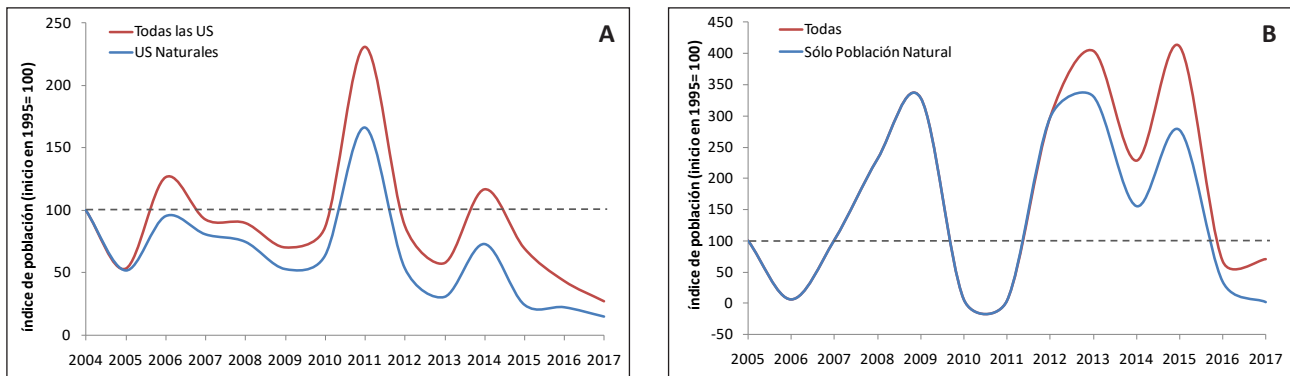 índice de población (inicio en 1995= 100)
250
200
150
100
50
0
Todas las US
US Naturales
A
2004 2005 2006 2007 2008 2009 2010 2011 2012 2013 2014 2015 2016 2017
índice de población (inicio en 1995= 100)
450
400
350
300
250
200
150
100
50
0
-50
Todas
Sólo Población Natural
B
2005 2006 2007 2008 2009 2010 2011 2012 2013 2014 2015 2016 2017